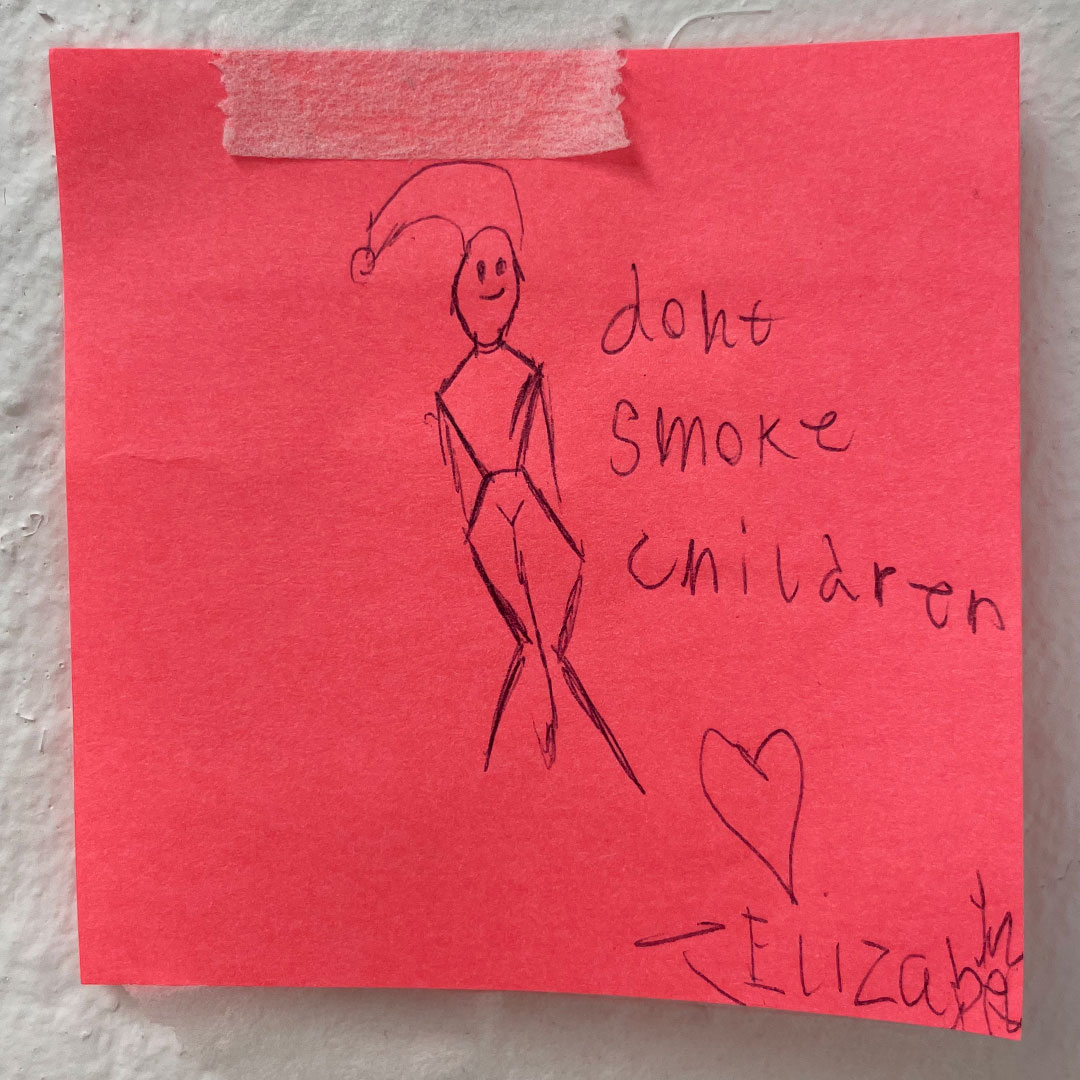 dont
smoke
children
Elizabeth